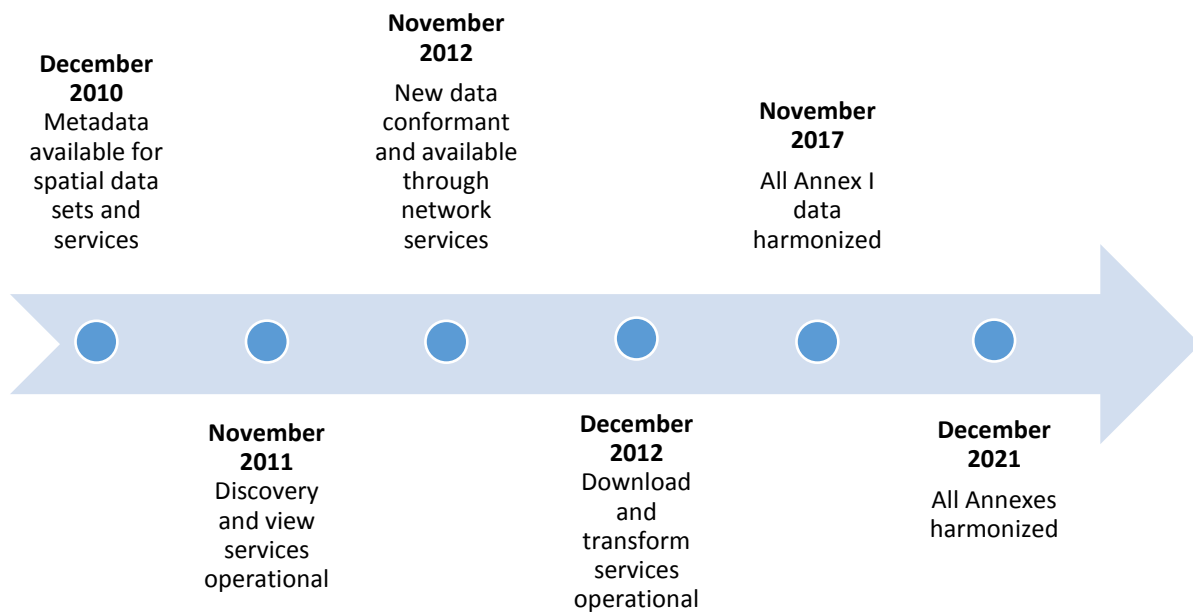 December
2010
Metadata
available for
spatial data
sets and
services
November
2011
Discovery
and view
services
operational
November
2012
New data
conformant
and available
through
network
services
December
2012
Download
and
transform
services
operational
November
2017
All Annex I
data
harmonized
December
2021
All Annexes
harmonized